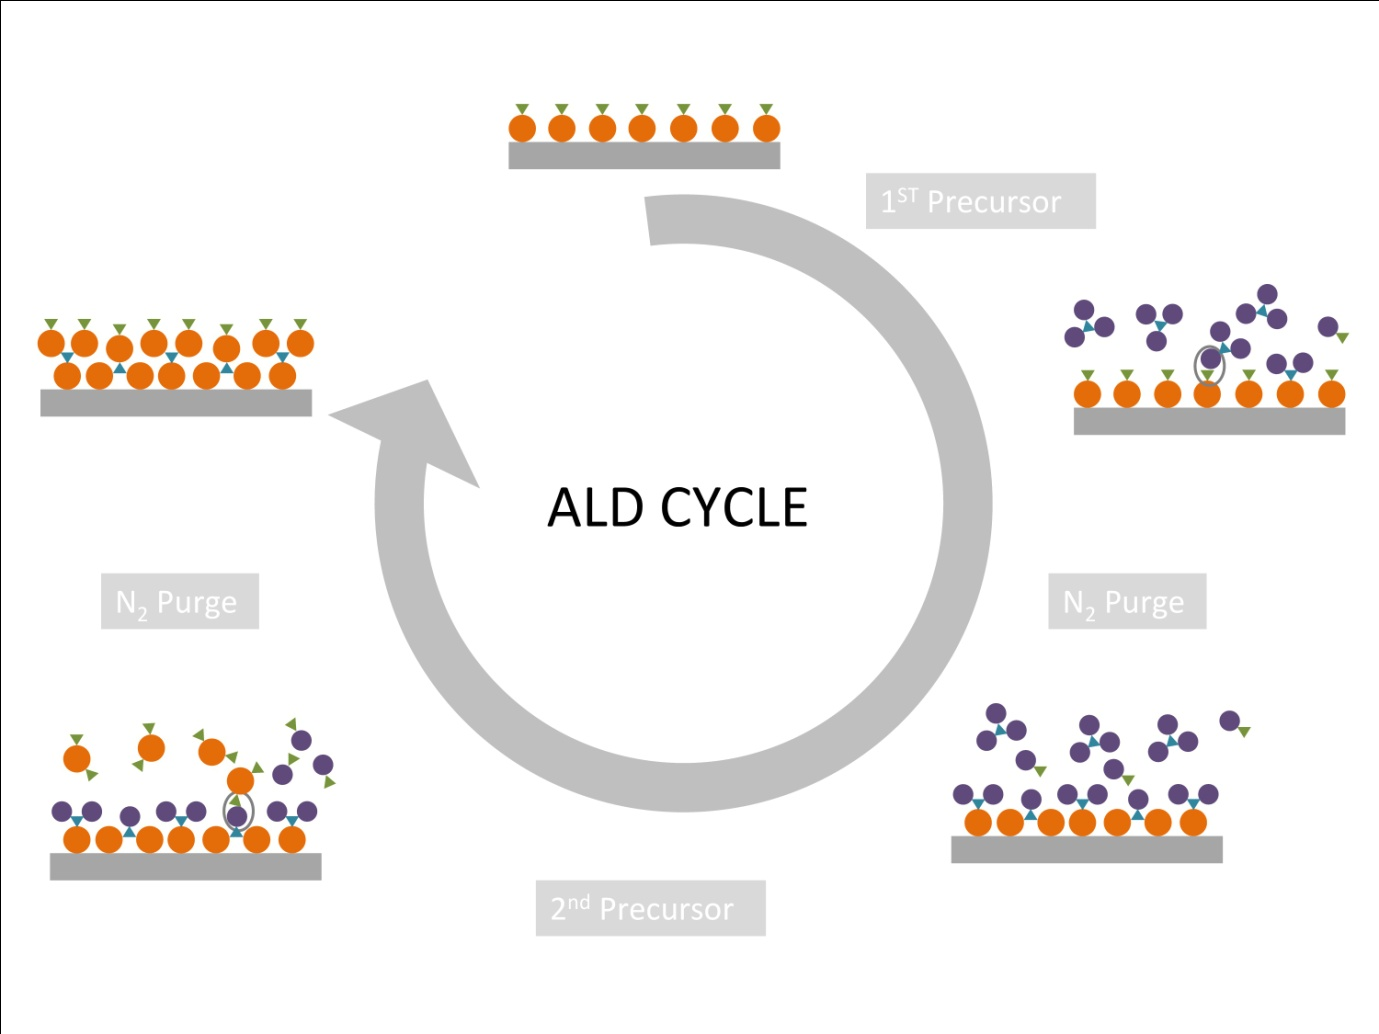 1ST Precursor
ALD CYCLE
N2 Purge
N2 Purge
2nd Precursor